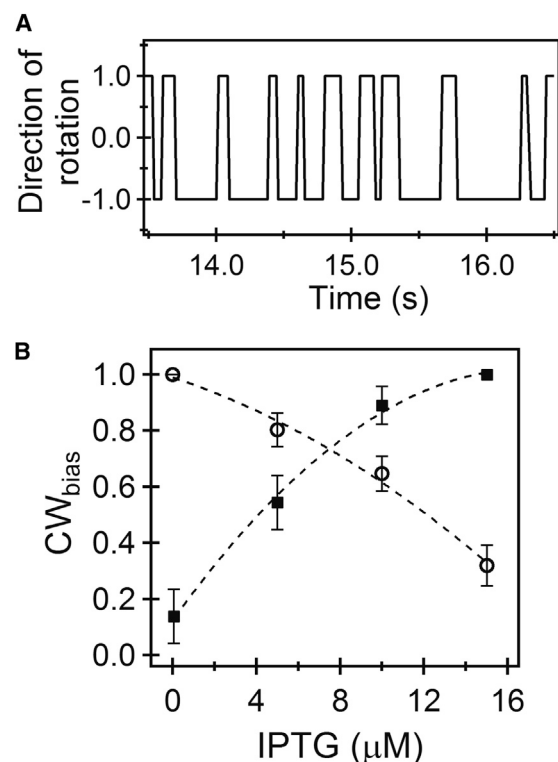 A
Direction of
rotation
1.0
0.0
-1.0
14.0 15.0 16.0
Time (s)
B
CWbias
1.0
0.8
0.6
0.4
0.2
0.0
0 4 8 12 16
IPTG (μM)